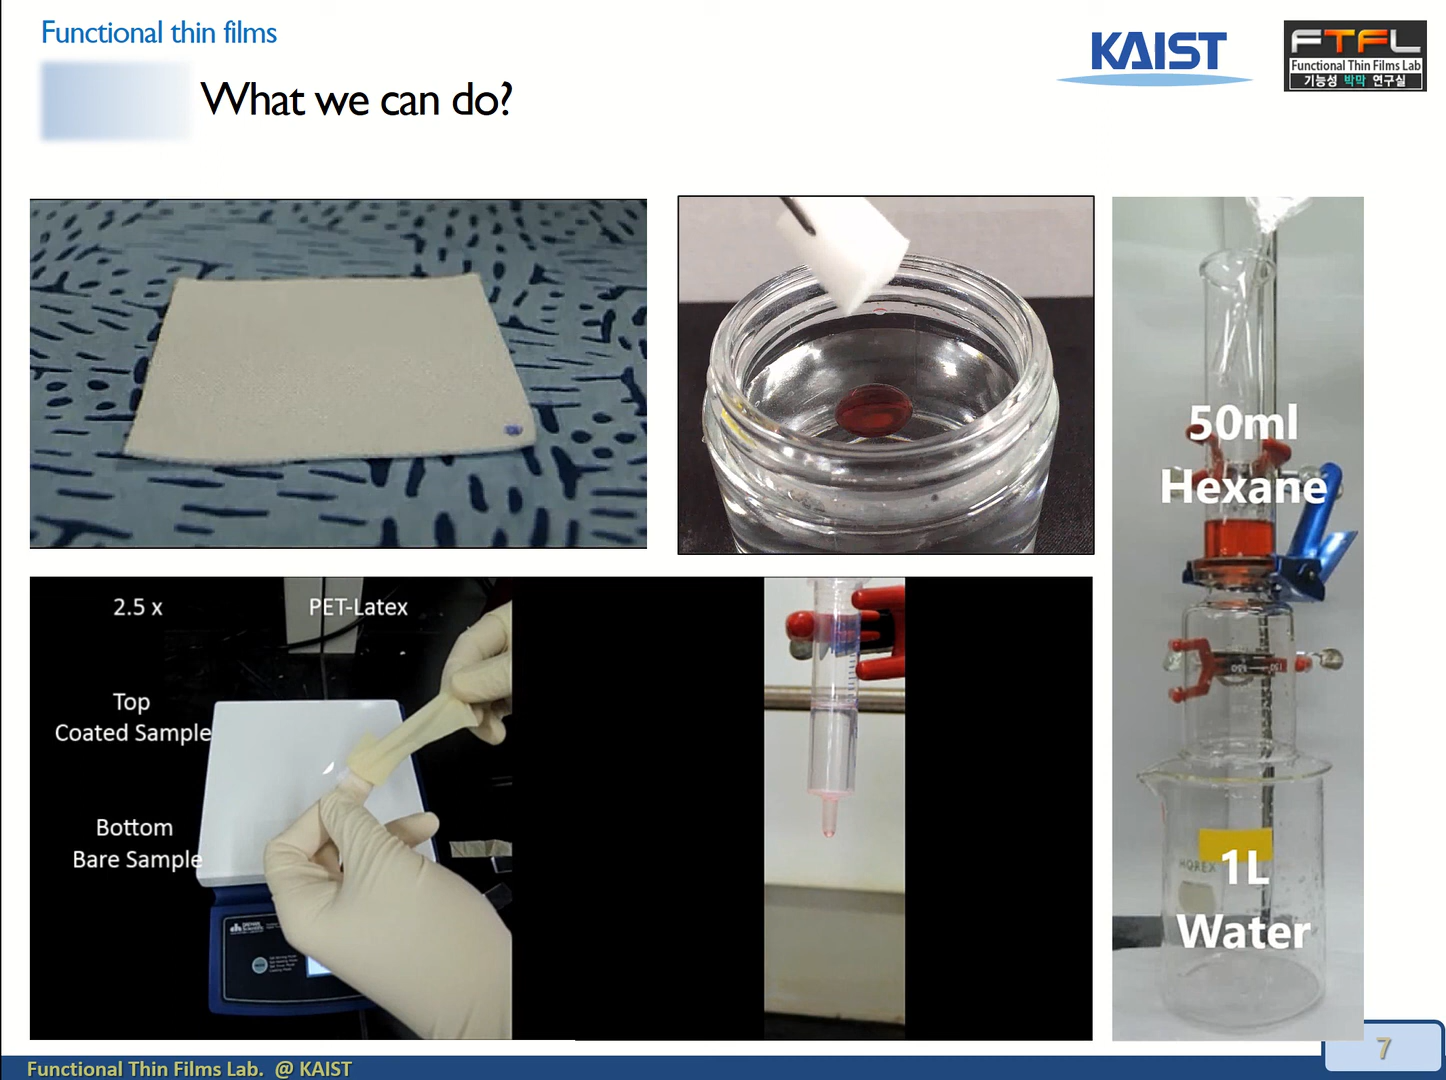 Functional thin films
What we can do?
KAIST
FTFL
Functional Thin Films Lab
기능성 박막 연구실
50ml
Hexane
2.5 x
PET-Latex
Top
Coated Sample
Bottom
Bare Sample
1L
Water
7
Functional Thin Films Lab. @ KAIST